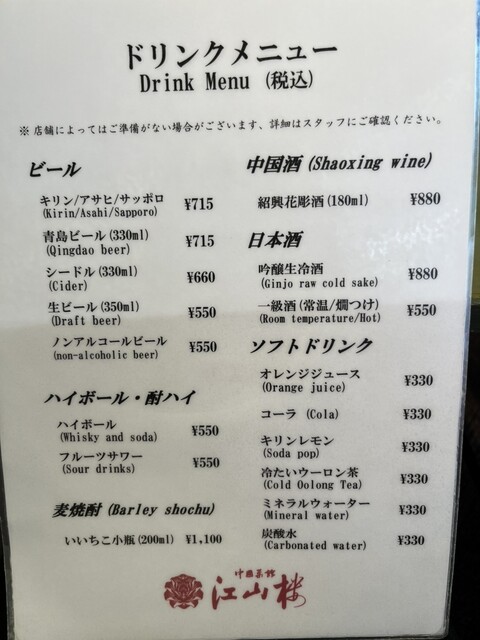 ドリンクメニュー
Drink Menu (税込)
※ 店舗によってはご準備がない場合がございます、詳細はスタッフにご確認ください。
ビール
キリン/アサヒ/サッポロ ¥715
(Kirin/Asahi/Sapporo)
青島ビール(330ml) ¥715
(Qingdao beer)
シードル(330ml) ¥660
(Cider)
生ビール(350ml) ¥550
(Draft beer)
ノンアルコールビール ¥550
(non-alcoholic beer)
ハイボール・酎ハイ
ハイボール ¥550
(Whisky and soda)
フルーツサワー ¥550
(Sour drinks)
麦焼酎(Barley shochu)
いいちこ小瓶(200ml) ¥1,100
中国酒(Shaoxing wine)
紹興花彫酒(180ml) ¥880
日本酒
吟醸生冷酒 ¥880
(Ginjo raw cold sake)
一級酒(常温/燗つけ) ¥550
(Room temperature/Hot)
ソフトドリンク
オレンジジュース ¥330
(Orange juice)
コーラ (Cola) ¥330
キリンレモン ¥330
(Soda pop)
冷たいウーロン茶 ¥330
(Cold Oolong Tea)
ミネラルウォーター ¥330
(Mineral water)
炭酸水 ¥330
(Carbonated water)
中国菜館
江山楼